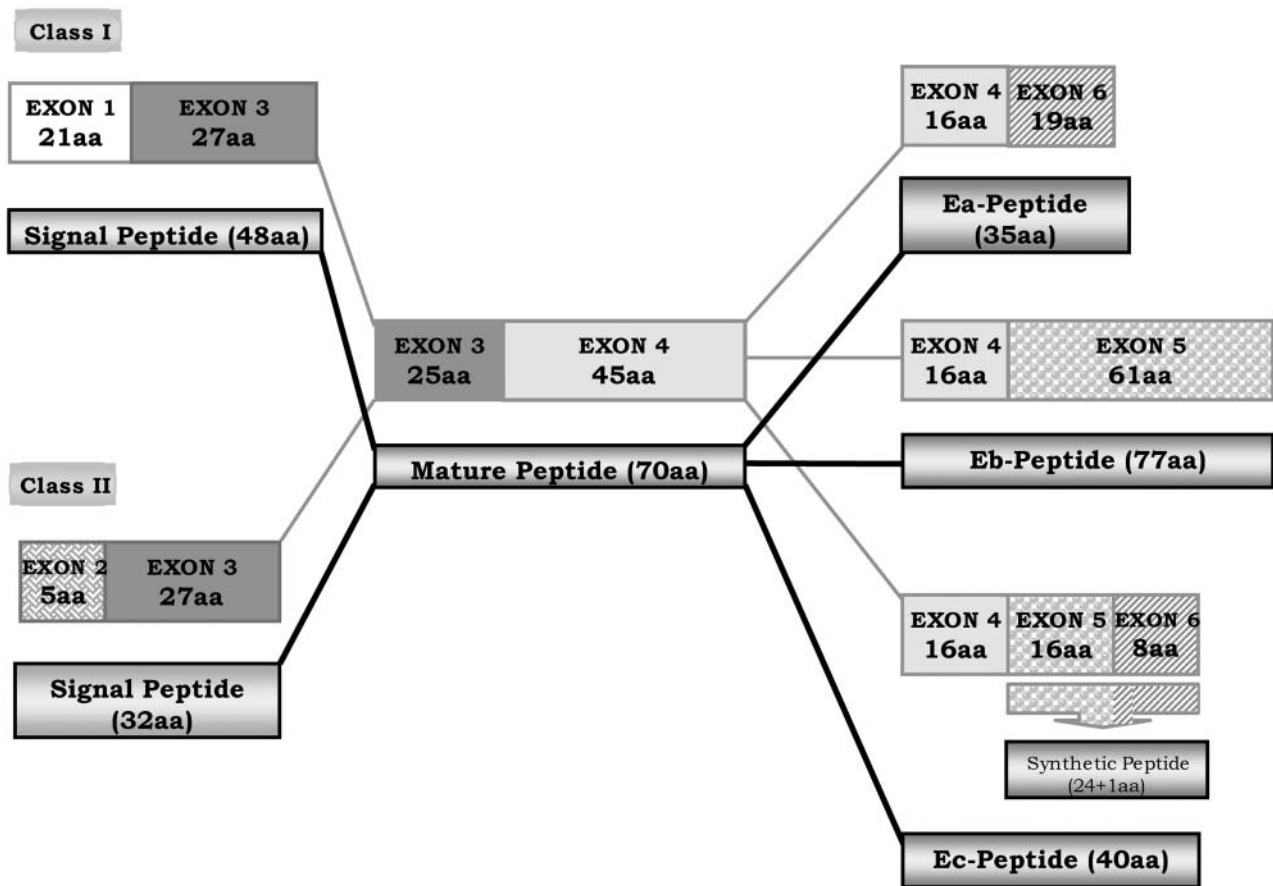 Class I
EXON 1
21aa
EXON 3
27aa
Signal Peptide (48aa)
Class II
EXON 2
5aa
EXON 3
27aa
Signal Peptide
(32aa)
EXON 3
25aa
EXON 4
45aa
Mature Peptide (70aa)
EXON 4
16aa
EXON 6
19aa
Ea-Peptide
(35aa)
EXON 4
16aa
EXON 5
61aa
Eb-Peptide (77aa)
EXON 4
16aa
EXON 5
16aa
EXON 6
8aa
Synthetic Peptide
(24+1aa)
Ec-Peptide (40aa)